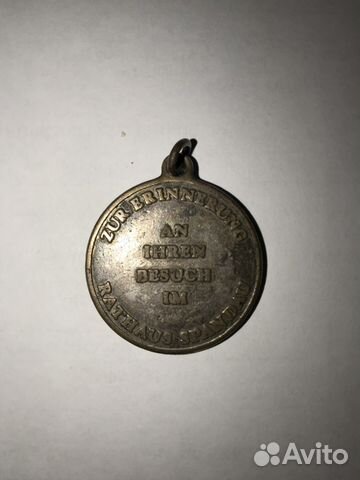 ZUR ERINNERUNG
AN
IHREN
BESUCH
IM
RATHAUS SPANDAU
Avito